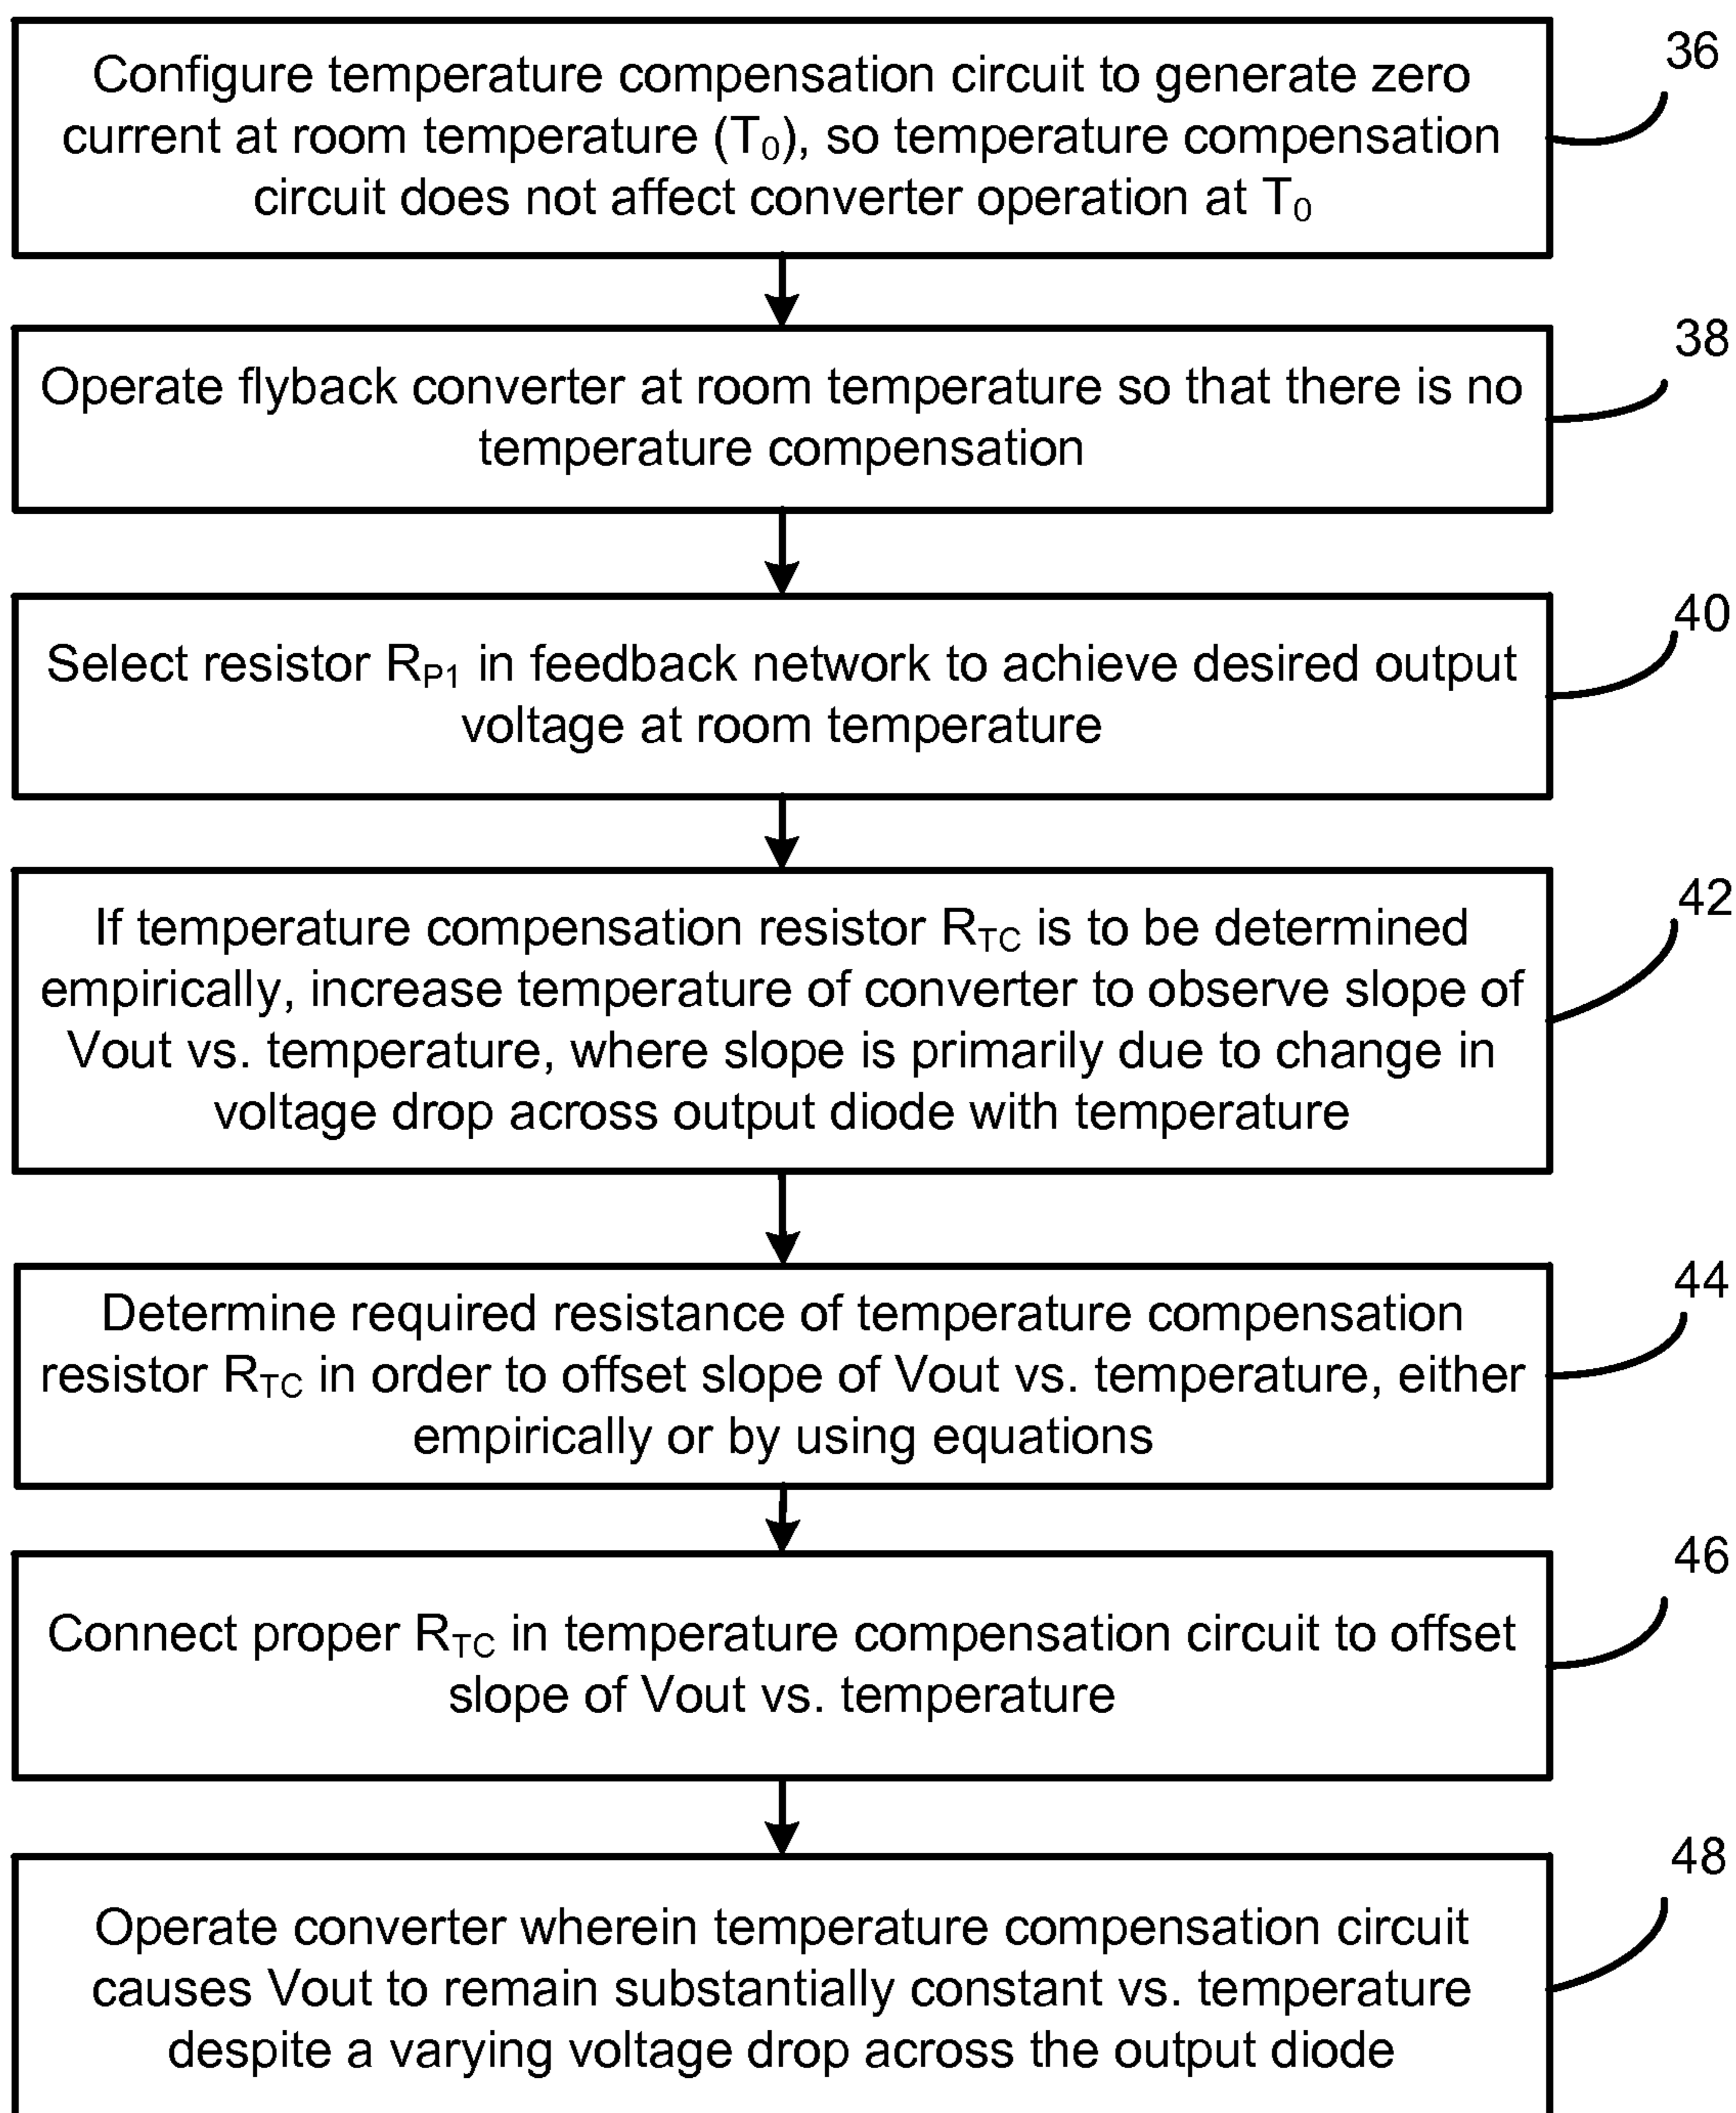 Configure temperature compensation circuit to generate zero
current at room temperature (T0), so temperature compensation
circuit does not affect converter operation at T0
36
Operate flyback converter at room temperature so that there is no
temperature compensation
38
Select resistor RP1 in feedback network to achieve desired output
voltage at room temperature
40
If temperature compensation resistor RTC is to be determined
empirically, increase temperature of converter to observe slope of
Vout vs. temperature, where slope is primarily due to change in
voltage drop across output diode with temperature
42
Determine required resistance of temperature compensation
resistor RTC in order to offset slope of Vout vs. temperature, either
empirically or by using equations
44
Connect proper RTC in temperature compensation circuit to offset
slope of Vout vs. temperature
46
Operate converter wherein temperature compensation circuit
causes Vout to remain substantially constant vs. temperature
despite a varying voltage drop across the output diode
48